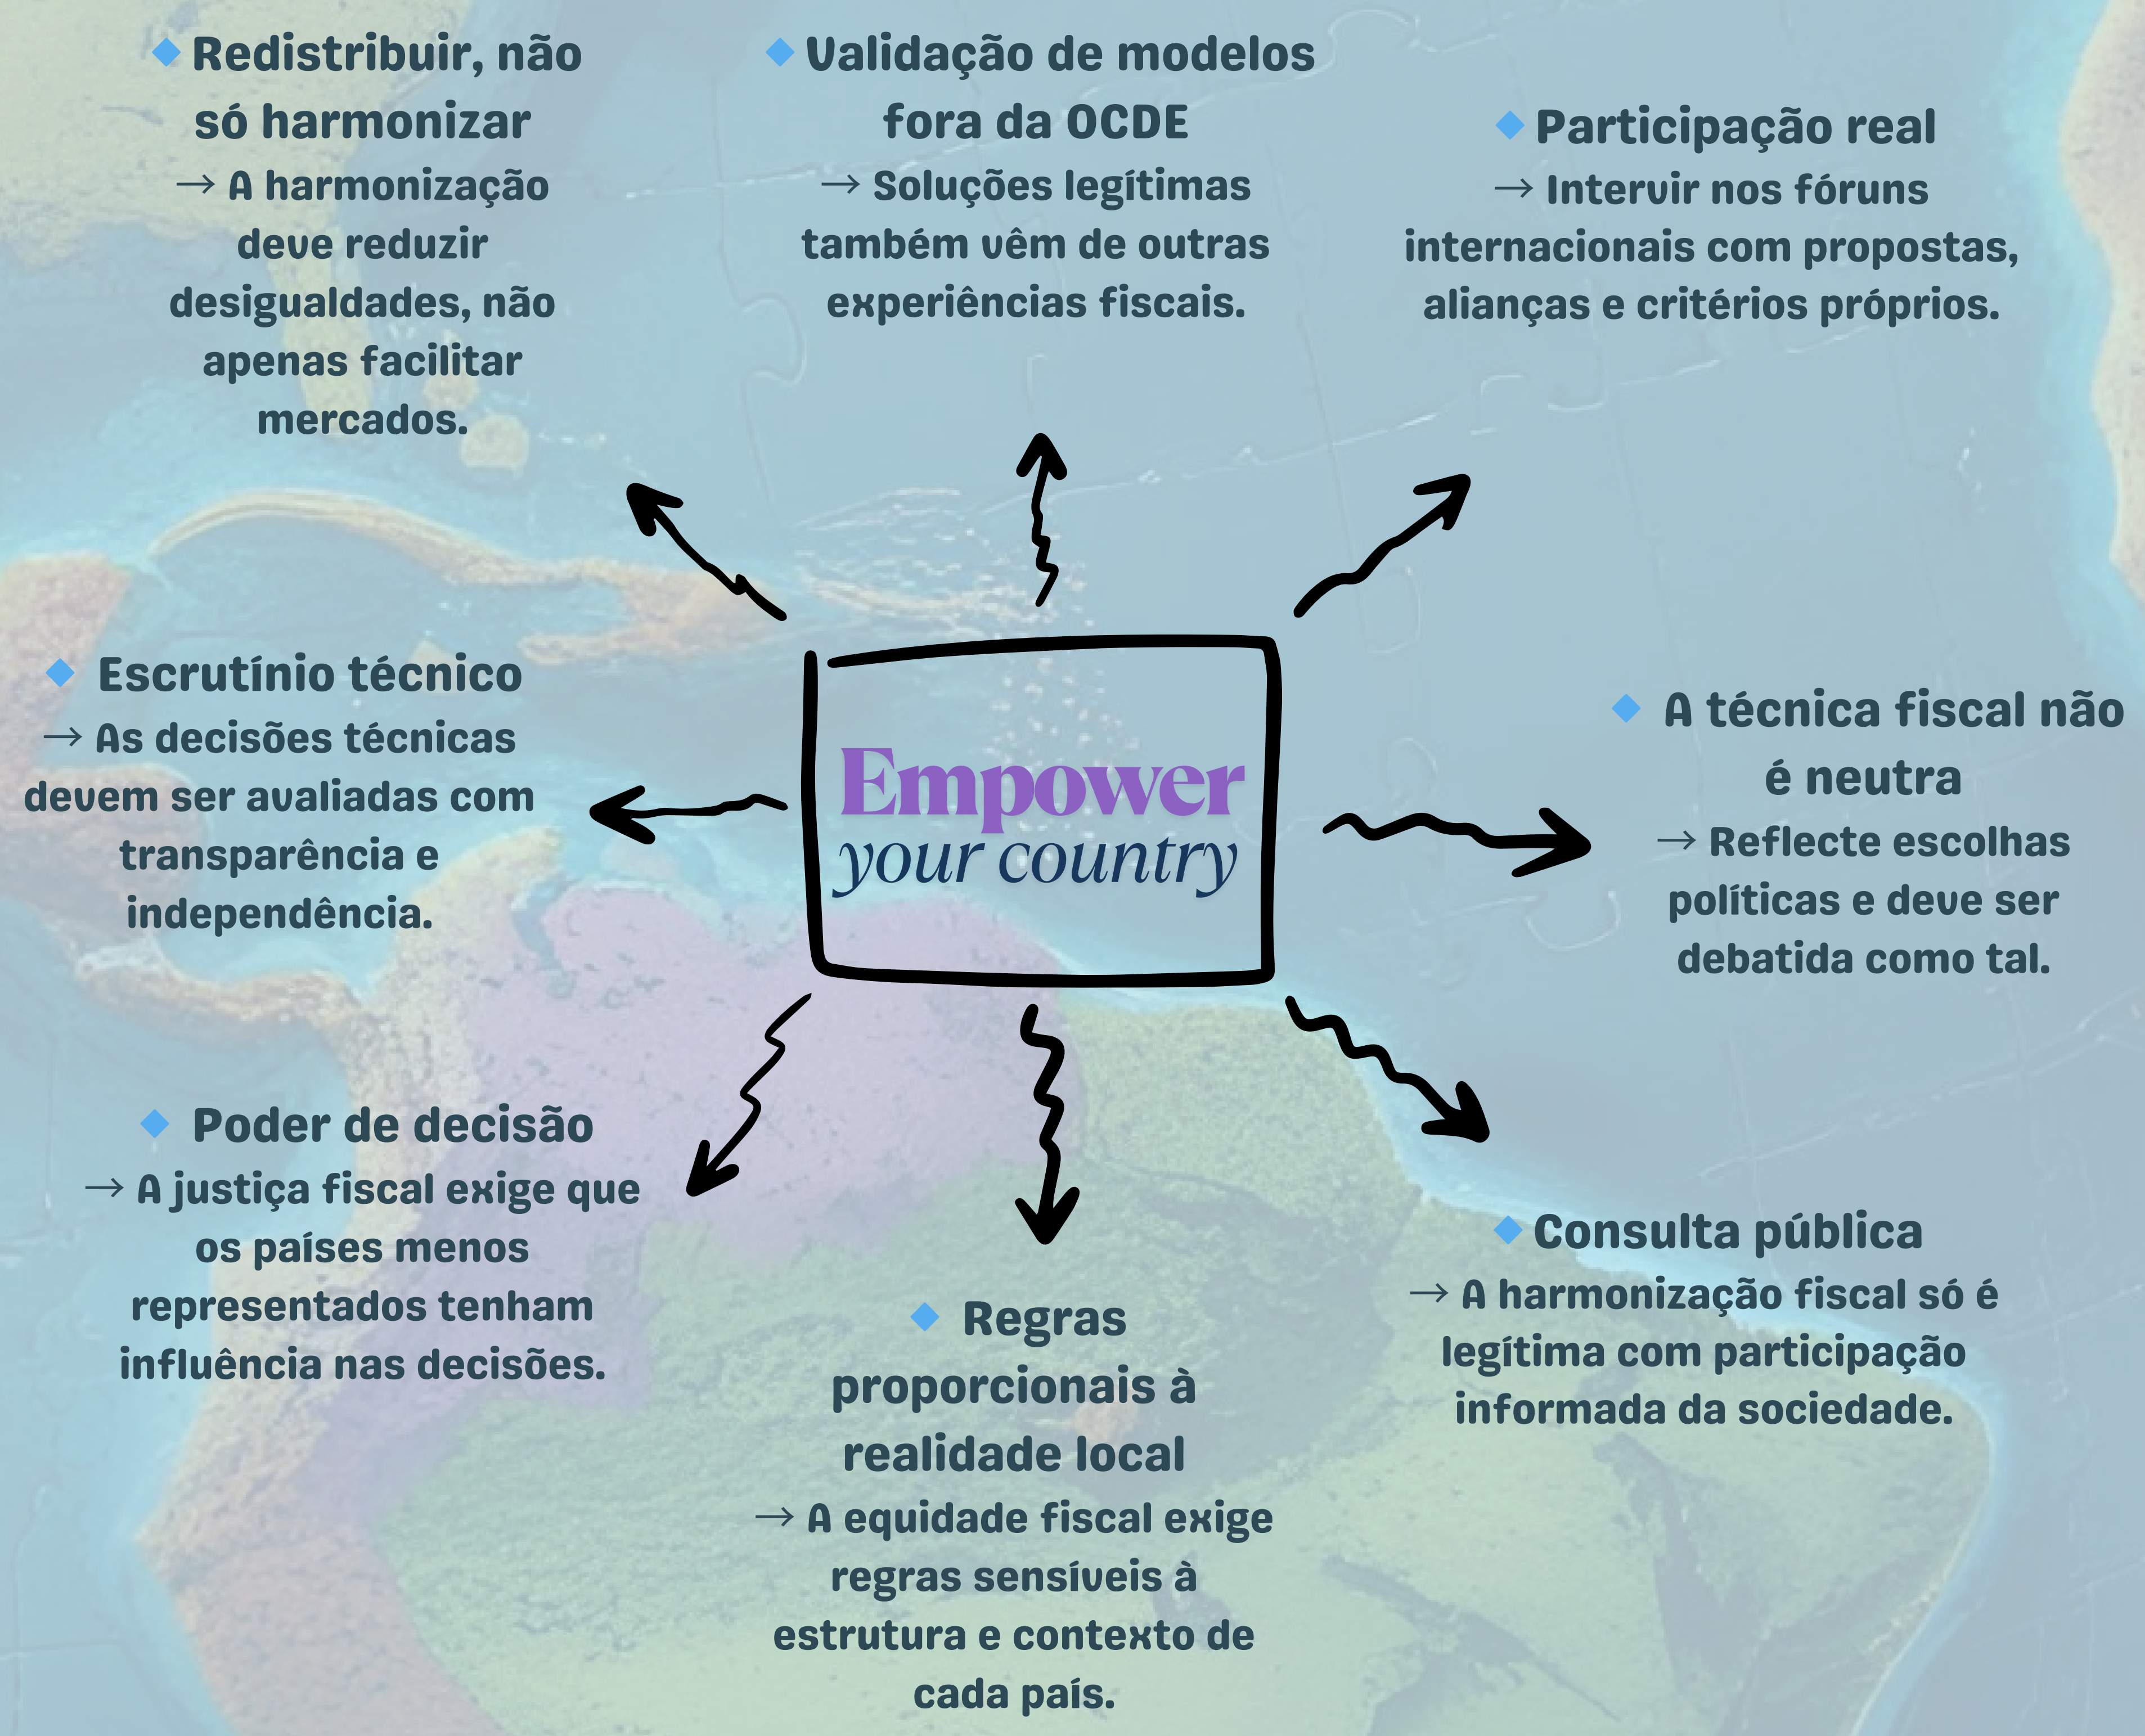 🔹Redistribuir, não
só harmonizar
→ A harmonização
deve reduzir
desigualdades, não
apenas facilitar
mercados.
🔹Validação de modelos
fora da OCDE
→ Soluções legítimas
também vêm de outras
experiências fiscais.
🔹Participação real
→ Intervir nos fóruns
internacionais com propostas,
alianças e critérios próprios.
🔹 Escrutínio técnico
→ As decisões técnicas
devem ser avaliadas com
transparência e
independência.
Empower
your country
🔹 A técnica fiscal não
é neutra
→ Reflecte escolhas
políticas e deve ser
debatida como tal.
🔹 Poder de decisão
→ A justiça fiscal exige que
os países menos
representados tenham
influência nas decisões.
🔹 Regras
proporcionais à
realidade local
→ A equidade fiscal exige
regras sensíveis à
estrutura e contexto de
cada país.
🔹Consulta pública
→ A harmonização fiscal só é
legítima com participação
informada da sociedade.